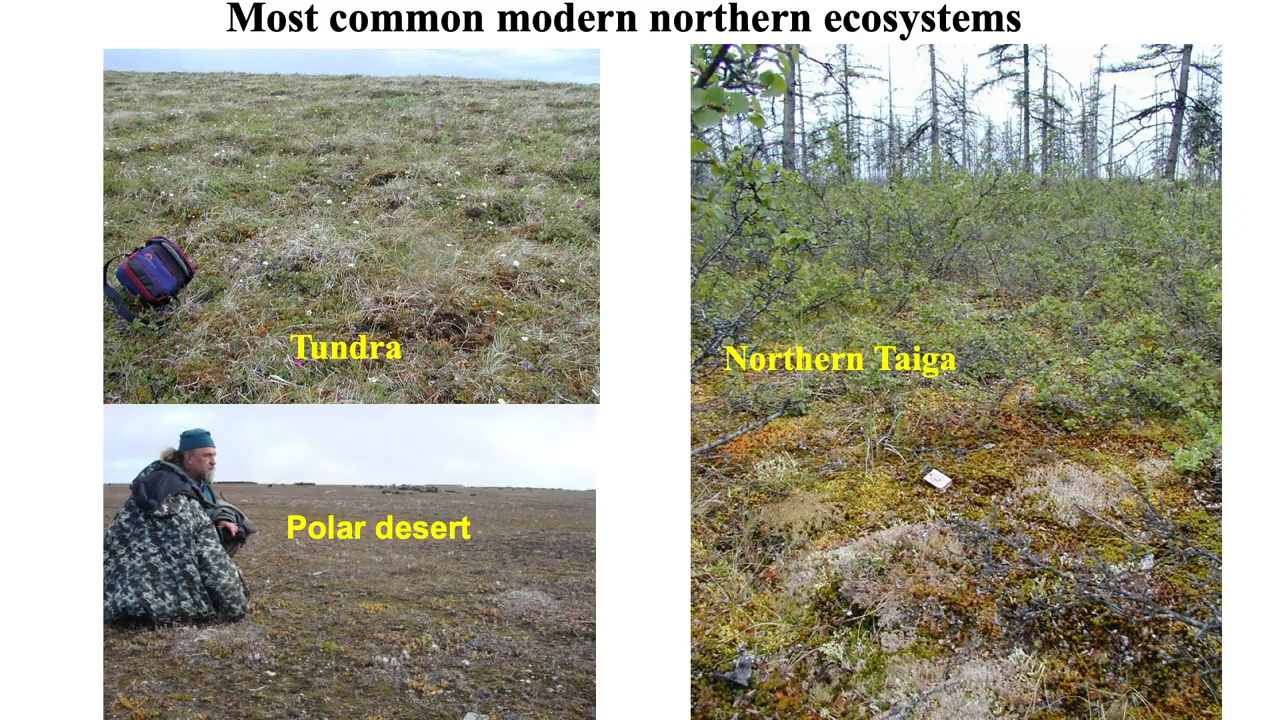 Most common modern northern ecosystems
Tundra
Northern Taiga
Polar desert